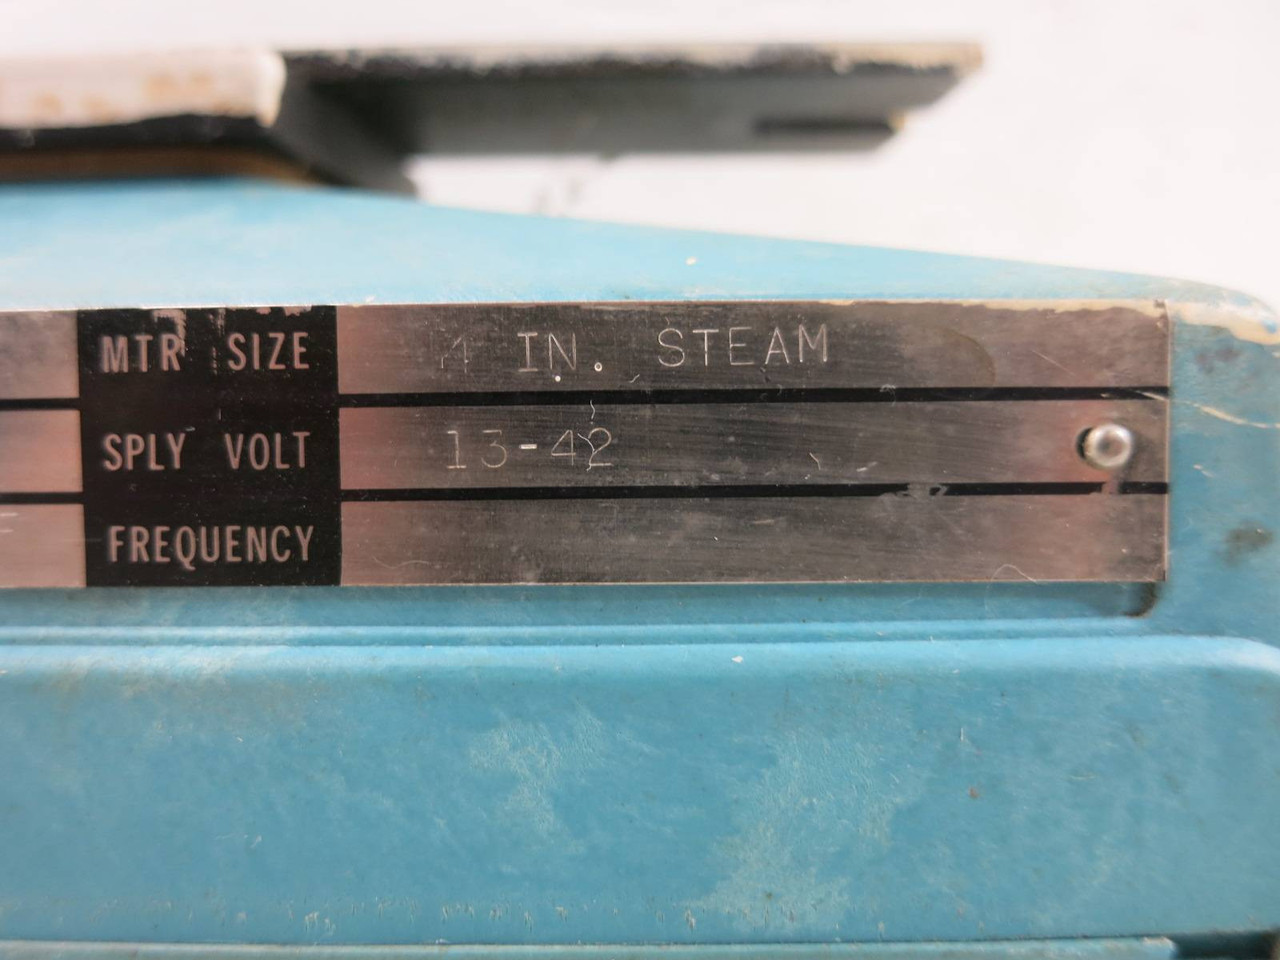 MTR SIZE 4 IN. STEAM
SPLY VOLT 13-42
FREQUENCY